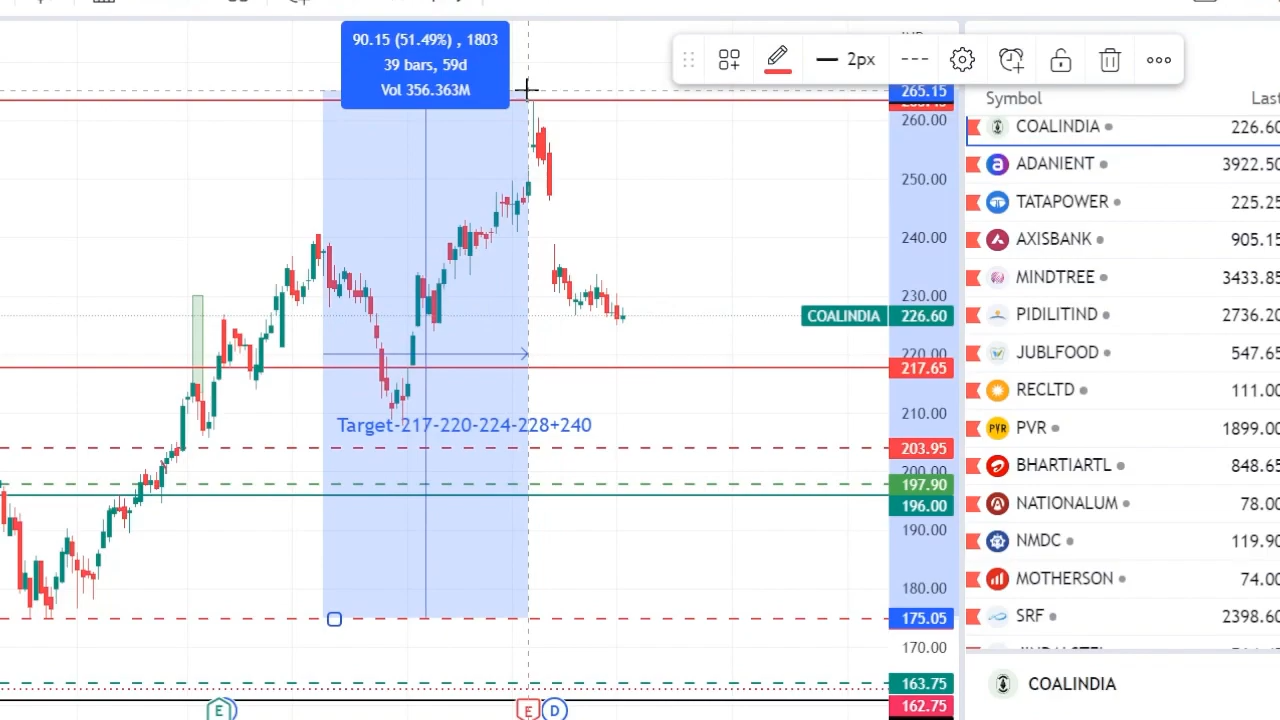 90.15 (51.49%) , 1803
39 bars, 59d
Vol 356.363M
2px
265.15
260.00
250.00
240.00
230.00
COALINDIA 226.60
220.00
217.65
210.00
Target-217-220-224-228+240
203.95
200.00
197.90
196.00
190.00
180.00
175.05
170.00
163.75
162.75
E
E D
Symbol Last
COALINDIA 226.60
ADANIENT 3922.50
TATAPOWER 225.25
AXISBANK 905.15
MINDTREE 3433.85
PIDILITIND 2736.20
JUBLFOOD 547.65
RECLTD 111.00
PVR PVR 1899.00
BHARTIARTL 848.65
NATIONALUM 78.00
NMDC 119.90
MOTHERSON 74.00
SRF 2398.60
COALINDIA